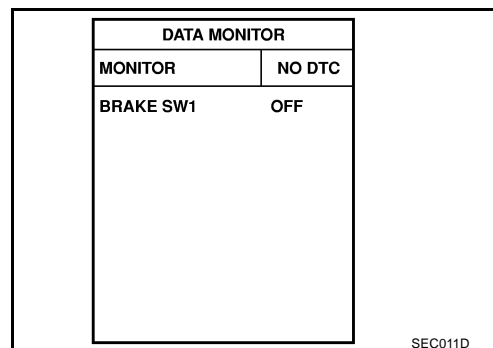 DATA MONITOR
MONITOR NO DTC
BRAKE SW1 OFF
SEC011D